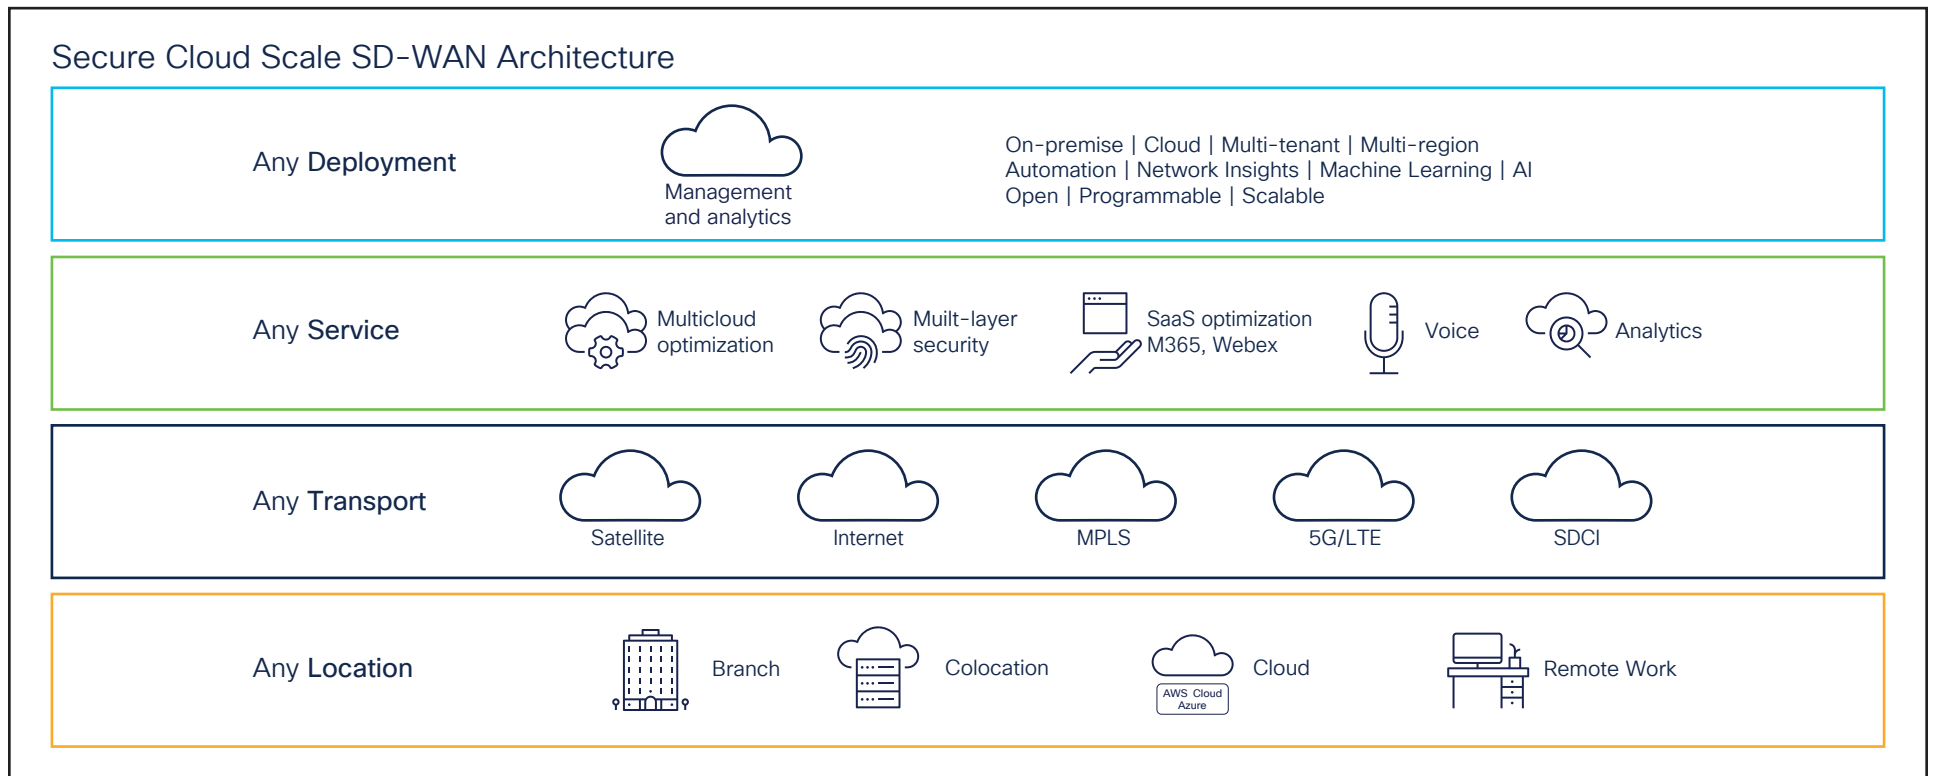 Secure Cloud Scale SD-WAN Architecture
Any Deployment
Management
and analytics
On-premise | Cloud | Multi-tenant | Multi-region
Automation | Network Insights | Machine Learning | AI
Open | Programmable | Scalable
Any Service
Multicloud
optimization
Muilt-layer
security
SaaS optimization
M365, Webex
Voice
Analytics
Any Transport
Satellite
Internet
MPLS
5G/LTE
SDCI
Any Location
Branch
Colocation
AWS Cloud
Azure
Cloud
Remote Work